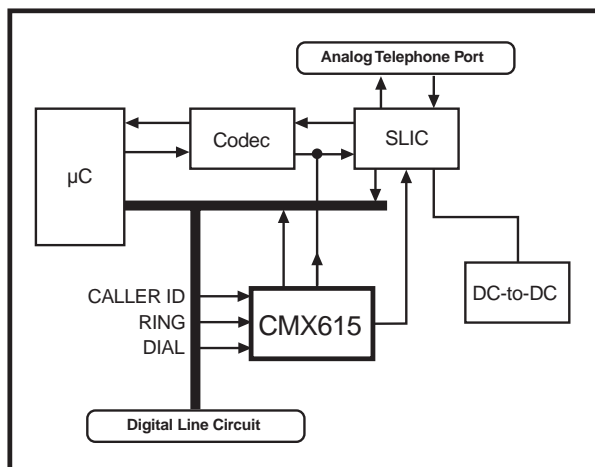 Analog Telephone Port
µC
Codec
SLIC
CALLER ID
RING
DIAL
CMX615
DC-to-DC
Digital Line Circuit